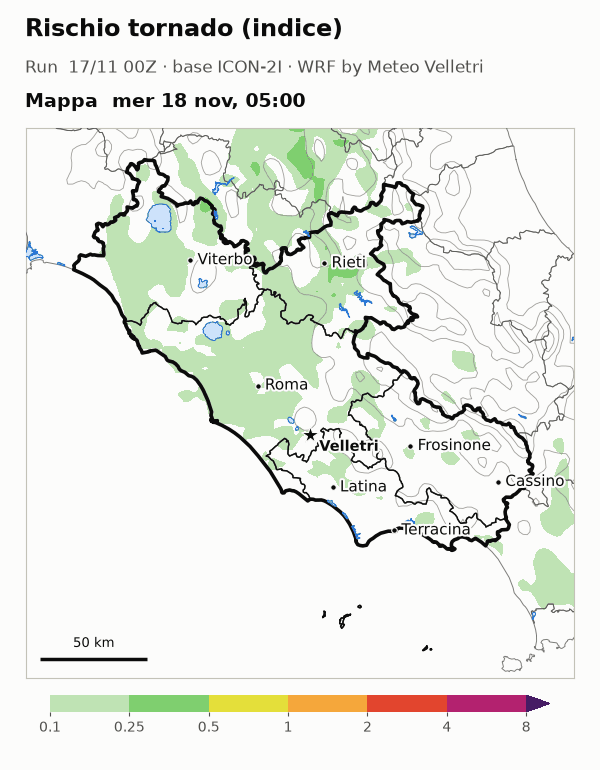 Rischio tornado (indice)
Run  17/11 00Z · base ICON-2I · WRF by Meteo Velletri
Mappa  mer 18 nov, 05:00
Viterbo
Rieti
Roma
Velletri
Frosinone
Latina
Cassino
Terracina
50 km
0.1 0.25 0.5 1 2 4 8